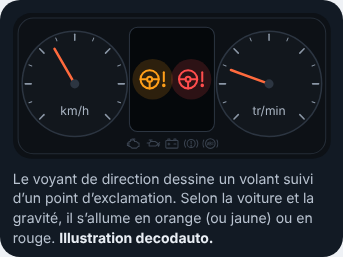 km/h
!
!
tr/min
Le voyant de direction dessine un volant suivi
d’un point d’exclamation. Selon la voiture et la
gravité, il s’allume en orange (ou jaune) ou en
rouge. Illustration decodauto.